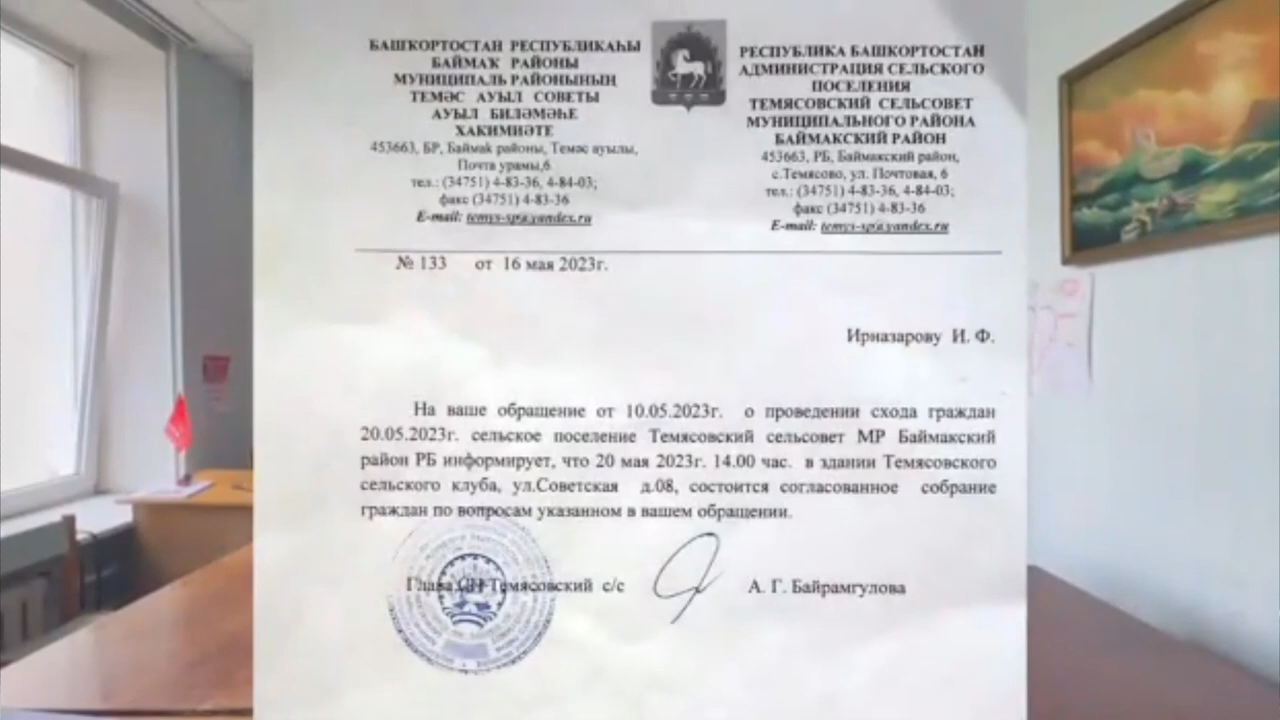 БАШКОРТОСТАН РЕСПУБЛИКАҺЫ
БАЙМАҠ РАЙОНЫ
МУНИЦИПАЛЬ РАЙОНЫНЫҢ
ТЕМӘС АУЫЛ СОВЕТЫ
АУЫЛ БИЛӘМӘҺЕ
ХАКИМИӘТЕ
453663, БР, Баймаҡ районы, Темәс ауылы,
Почта урамы,6
тел.: (34751) 4-83-36, 4-84-03;
факс (34751) 4-83-36
E-mail: temys-sp@yandex.ru
РЕСПУБЛИКА БАШКОРТОСТАН
АДМИНИСТРАЦИЯ СЕЛЬСКОГО
ПОСЕЛЕНИЯ
ТЕМЯСОВСКИЙ СЕЛЬСОВЕТ
МУНИЦИПАЛЬНОГО РАЙОНА
БАЙМАКСКИЙ РАЙОН
453663, РБ, Баймакский район,
с.Темясово, ул. Почтовая, 6
тел.: (34751) 4-83-36, 4-84-03;
факс (34751) 4-83-36
E-mail: temys-sp@yandex.ru
№ 133 от 16 мая 2023г.
Ирназарову И. Ф.
На ваше обращение от 10.05.2023г. о проведении схода граждан
20.05.2023г. сельское поселение Темясовский сельсовет МР Баймакский
район РБ информирует, что 20 мая 2023г. 14.00 час. в здании Темясовского
сельского клуба, ул.Советская д.08, состоится согласованное собрание
граждан по вопросам указанном в вашем обращении.
Глава СП Темясовский с/с А. Г. Байрамгулова